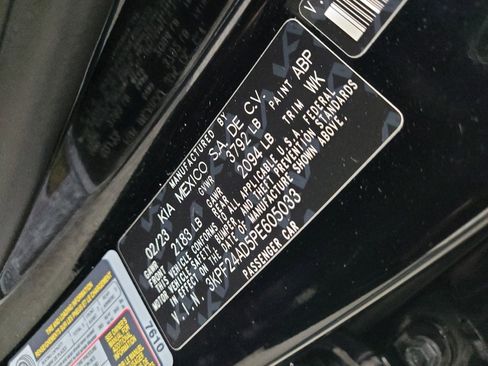 MANUFACTURED BY
KIA MEXICO S.A. DE C.V.
02/23 GVWR 3792 LB PAINT ABP
GAWR FRONT 2183 LB GAWR REAR 2094 LB TRIM WK
THIS VEHICLE CONFORMS TO ALL APPLICABLE U.S.A. FEDERAL
MOTOR VEHICLE SAFETY, BUMPER, AND THEFT PREVENTION STANDARDS
IN EFFECT ON THE DATE OF MANUFACTURE SHOWN ABOVE.
V.I.N. 3KPF24AD5PE605033
PASSENGER CAR
7610